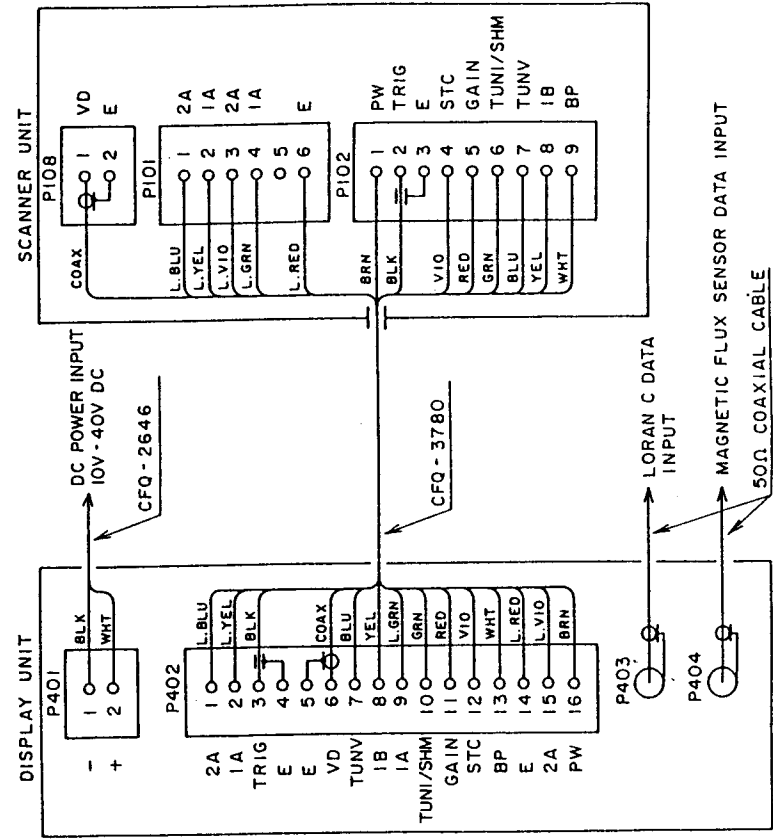 DISPLAY UNIT
P401
- 1 BLK
+ 2 WHT
DC POWER INPUT
10V - 40V DC
CFQ - 2646
P402
2A 1 L.BLU
1A 2 L.YEL
TRIG 3 BLK
E 4
E 5
VD 6 COAX
TUNV 7 BLU
1B 8 YEL
1A 9 L.GRN
TUNI/SHM 10 GRN
GAIN 11 RED
STC 12 VIO
BP 13 WHT
E 14 L.RED
2A 15 L.VIO
PW 16 BRN
CFQ - 3780
P403
LORAN C DATA
INPUT
P404
MAGNETIC FLUX SENSOR DATA INPUT
50Ω COAXIAL CABLE
SCANNER UNIT
P108
COAX 1 VD
2 E
P101
L.BLU 1 2A
L.YEL 2 1A
L.VIO 3 2A
L.GRN 4 1A
5
L.RED 6 E
P102
BRN 1 PW
BLK 2 TRIG
3 E
VIO 4 STC
RED 5 GAIN
GRN 6 TUNI/SHM
BLU 7 TUNV
YEL 8 1B
WHT 9 BP